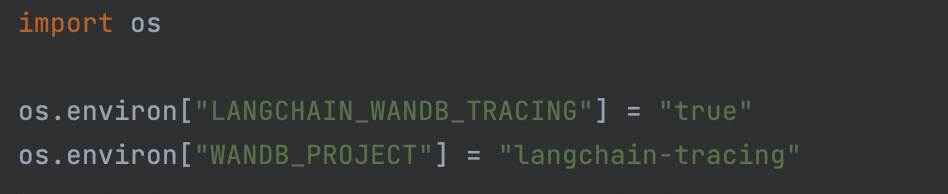 import os
os.environ["LANGCHAIN_WANDB_TRACING"] = "true"
os.environ["WANDB_PROJECT"] = "langchain-tracing"